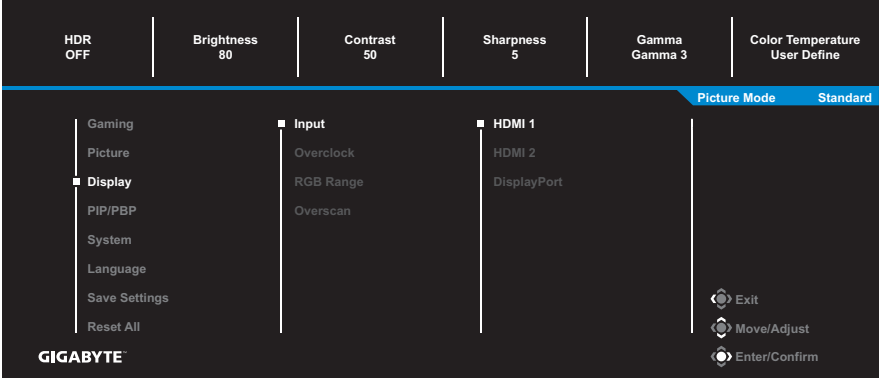 HDR Brightness Contrast Sharpness Gamma Color Temperature
OFF 80 50 5 Gamma 3 User Define
Picture Mode Standard
Gaming Input HDMI 1
Picture Overclock HDMI 2
Display RGB Range DisplayPort
PIP/PBP Overscan
System
Language
Save Settings Exit
Reset All Move/Adjust
GIGABYTE™ Enter/Confirm